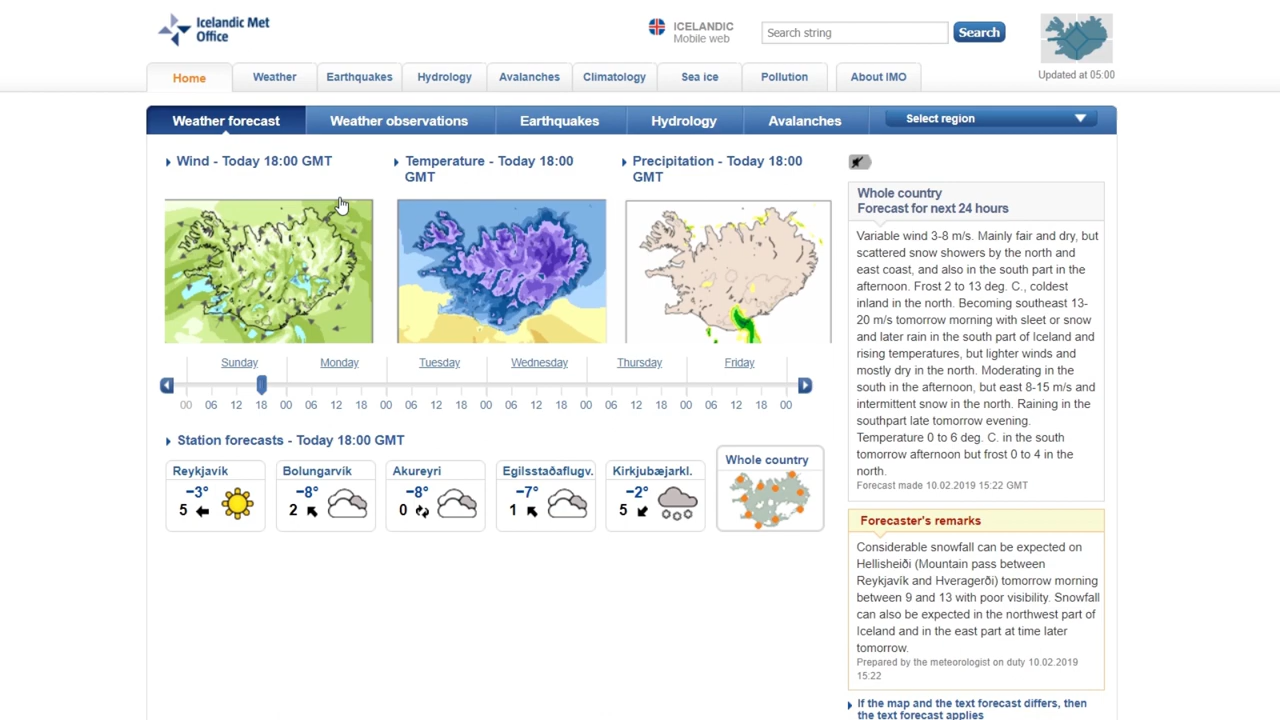 Icelandic Met
Office
ICELANDIC
Mobile web
Search string
Search
Updated at 05:00
Home
Weather
Earthquakes
Hydrology
Avalanches
Climatology
Sea ice
Pollution
About IMO
Weather forecast
Weather observations
Earthquakes
Hydrology
Avalanches
Select region
Wind - Today 18:00 GMT
Temperature - Today 18:00
GMT
Precipitation - Today 18:00
GMT
Sunday
Monday
Tuesday
Wednesday
Thursday
Friday
00 06 12 18 00 06 12 18 00 06 12 18 00 06 12 18 00 06 12 18 00 06 12 18 00
Station forecasts - Today 18:00 GMT
Reykjavik
−3°
5
Bolungarvík
−8°
2
Akureyri
−8°
0
Egilsstaðaflugv.
−7°
1
Kirkjubæjarkl.
−2°
5
Whole country
Whole country
Forecast for next 24 hours
Variable wind 3-8 m/s. Mainly fair and dry, but
scattered snow showers by the north and
east coast, and also in the south part in the
afternoon. Frost 2 to 13 deg. C., coldest
inland in the north. Becoming southeast 13-
20 m/s tomorrow morning with sleet or snow
and later rain in the south part of Iceland and
rising temperatures, but lighter winds and
mostly dry in the north. Moderating in the
south in the afternoon, but east 8-15 m/s and
intermittent snow in the north. Raining in the
southpart late tomorrow evening.
Temperature 0 to 6 deg. C. in the south
tomorrow afternoon but frost 0 to 4 in the
north.
Forecast made 10.02.2019 15:22 GMT
Forecaster's remarks
Considerable snowfall can be expected on
Hellisheiði (Mountain pass between
Reykjavík and Hveragerði) tomorrow morning
between 9 and 13 with poor visibility. Snowfall
can also be expected in the northwest part of
Iceland and in the east part at time later
tomorrow.
Prepared by the meteorologist on duty 10.02.2019
15:22
If the map and the text forecast differs, then
the text forecast applies